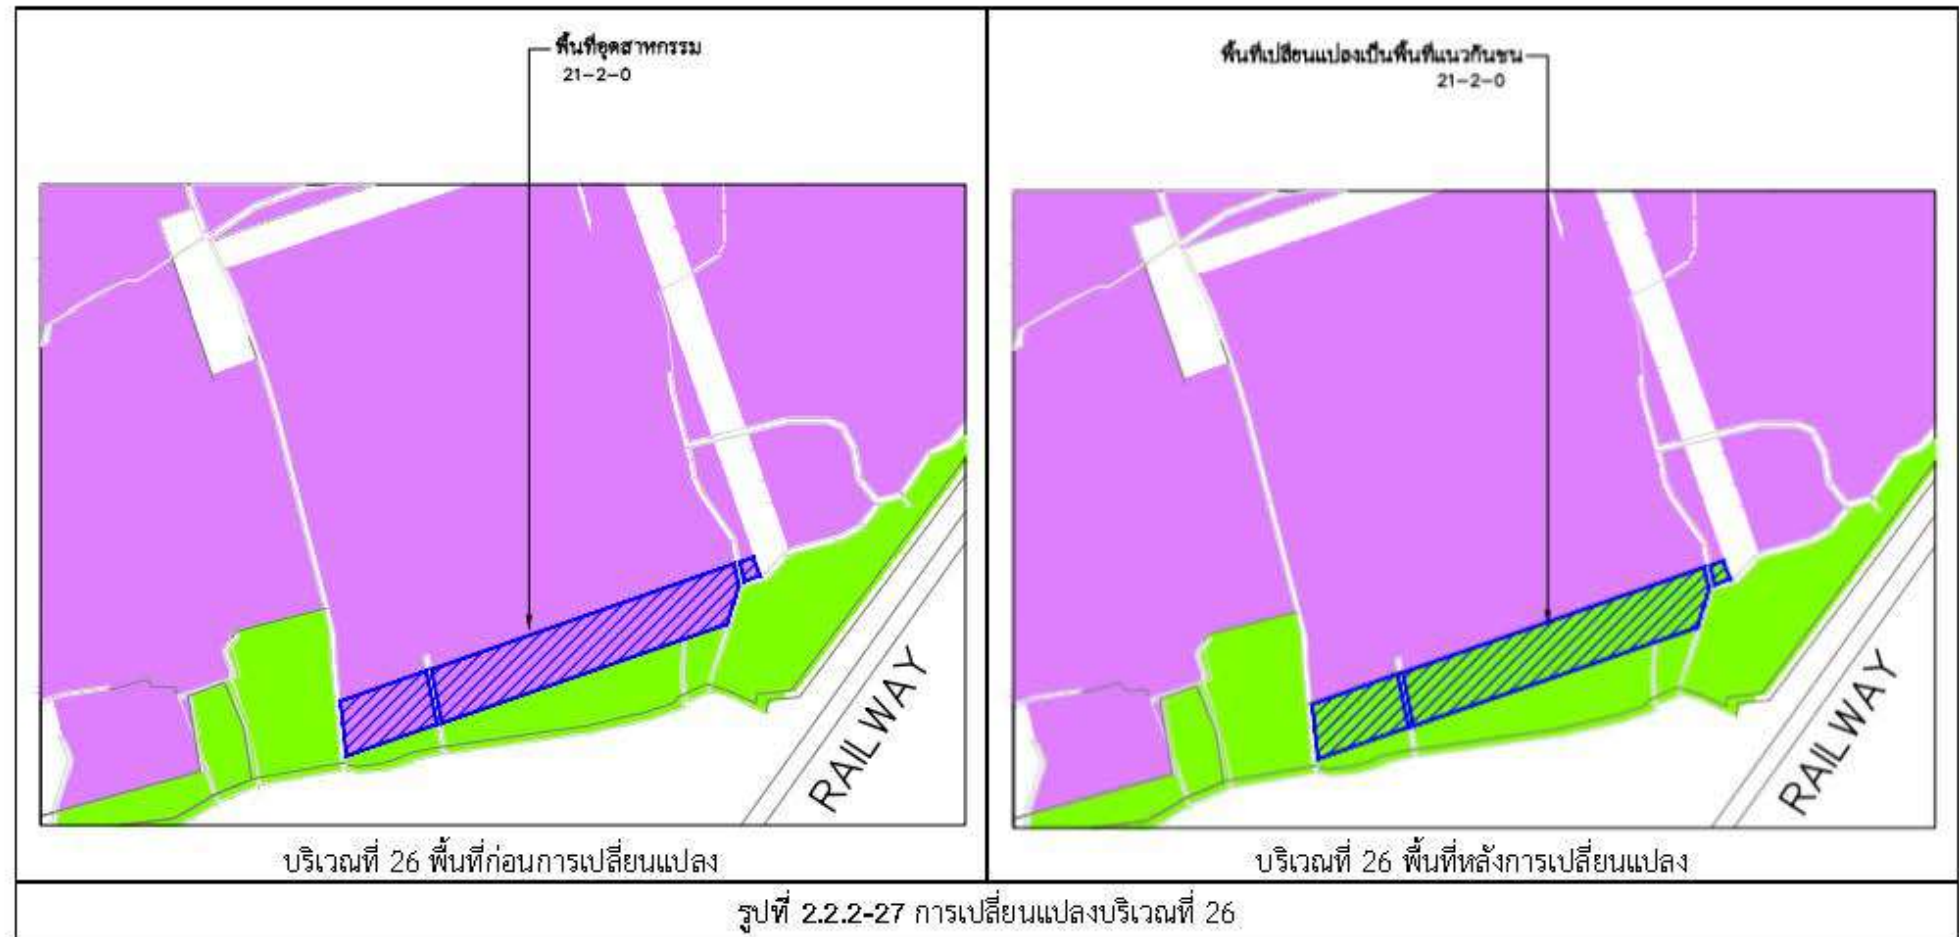 พื้นที่อุตสาหกรรม
21-2-0
RAILWAY
บริเวณที่ 26 พื้นที่ก่อนการเปลี่ยนแปลง
พื้นที่เปลี่ยนแปลงเป็นพื้นที่แนวกันชน
21-2-0
RAILWAY
บริเวณที่ 26 พื้นที่หลังการเปลี่ยนแปลง
รูปที่ 2.2.2-27 การเปลี่ยนแปลงบริเวณที่ 26